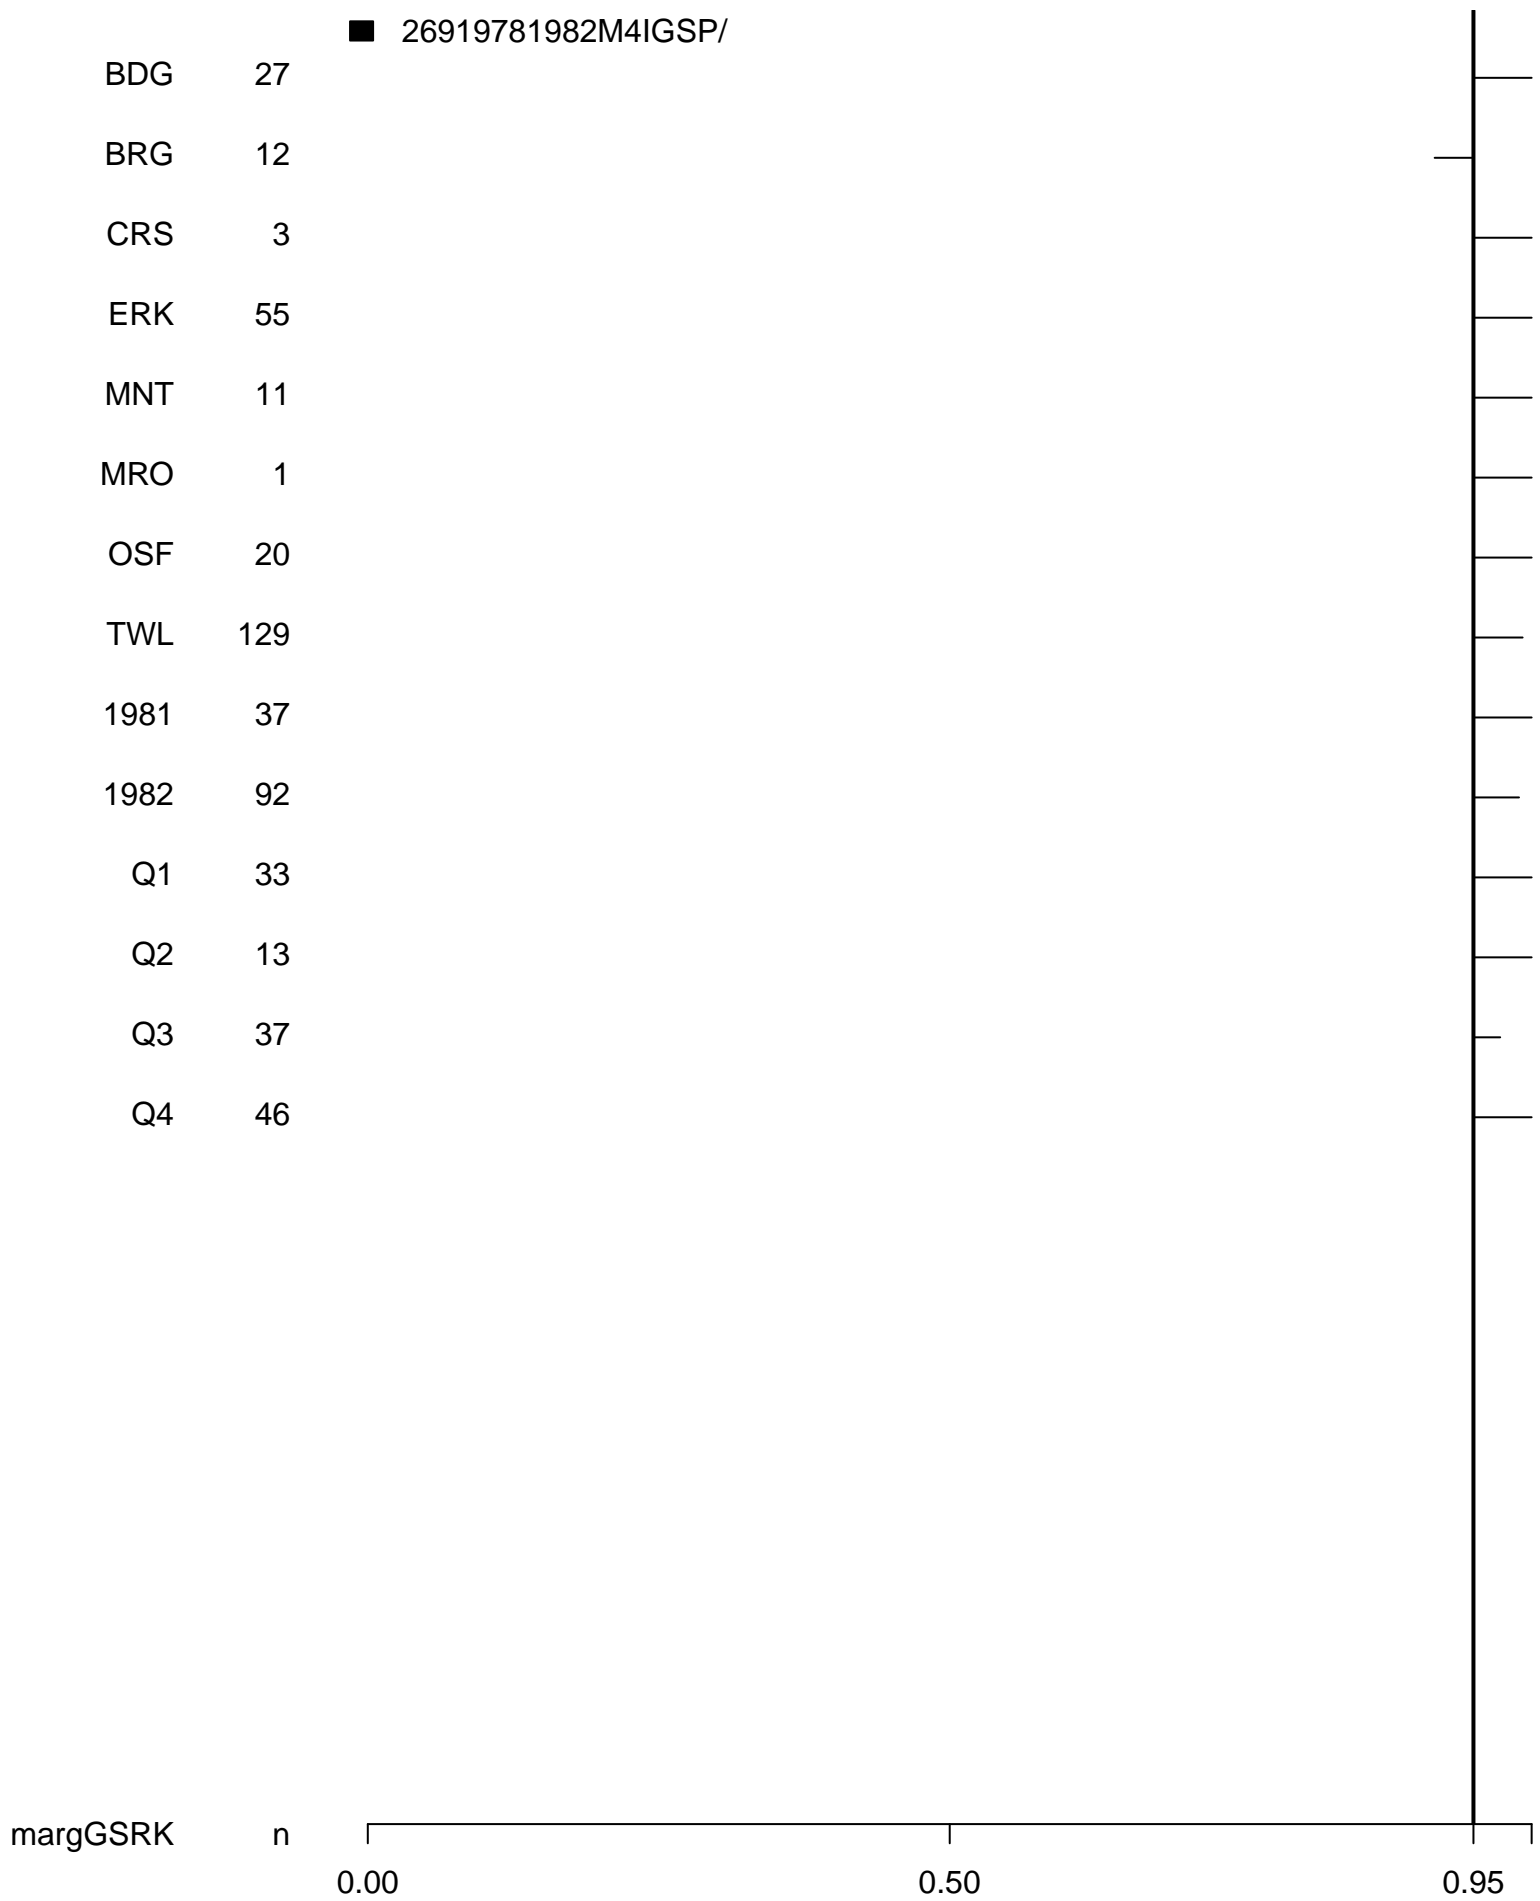 26919781982M4IGSP/
BDG 27
BRG 12
CRS 3
ERK 55
MNT 11
MRO 1
OSF 20
TWL 129
1981 37
1982 92
Q1 33
Q2 13
Q3 37
Q4 46
margGSRK n
0.00 0.50 0.95